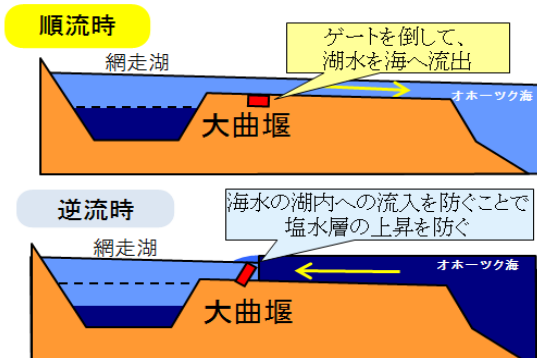 順流時
ゲートを倒して、
湖水を海へ流出
網走湖
オホーツク海
大曲堰
逆流時
海水の湖内への流入を防ぐことで
塩水層の上昇を防ぐ
網走湖
オホーツク海
大曲堰